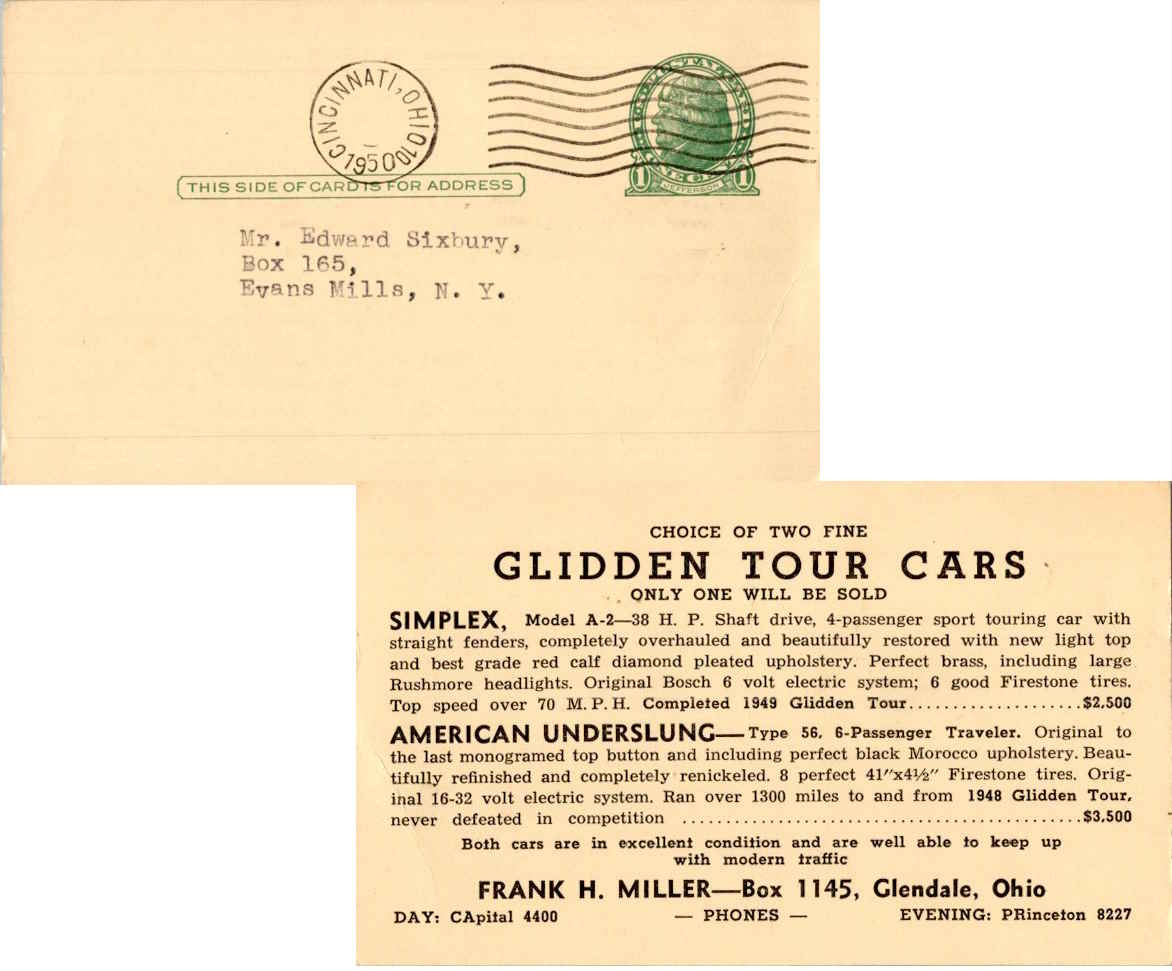 CINCINNATI, OHIO
1950
THIS SIDE OF CARD IS FOR ADDRESS
1 JEFFERSON 1
Mr. Edward Sixbury,
Box 165,
Evans Mills, N. Y.
CHOICE OF TWO FINE
GLIDDEN TOUR CARS
ONLY ONE WILL BE SOLD
SIMPLEX, Model A-2—38 H. P. Shaft drive, 4-passenger sport touring car with
straight fenders, completely overhauled and beautifully restored with new light top
and best grade red calf diamond pleated upholstery. Perfect brass, including large
Rushmore headlights. Original Bosch 6 volt electric system; 6 good Firestone tires.
Top speed over 70 M. P. H. Completed 1949 Glidden Tour....................$2,500
AMERICAN UNDERSLUNG—Type 56, 6-Passenger Traveler. Original to
the last monogramed top button and including perfect black Morocco upholstery. Beau-
tifully refinished and completely renickeled. 8 perfect 41″x4½″ Firestone tires. Orig-
inal 16-32 volt electric system. Ran over 1300 miles to and from 1948 Glidden Tour,
never defeated in competition ............................................$3,500
Both cars are in excellent condition and are well able to keep up
with modern traffic
FRANK H. MILLER—Box 1145, Glendale, Ohio
DAY: CApital 4400 — PHONES — EVENING: PRinceton 8227